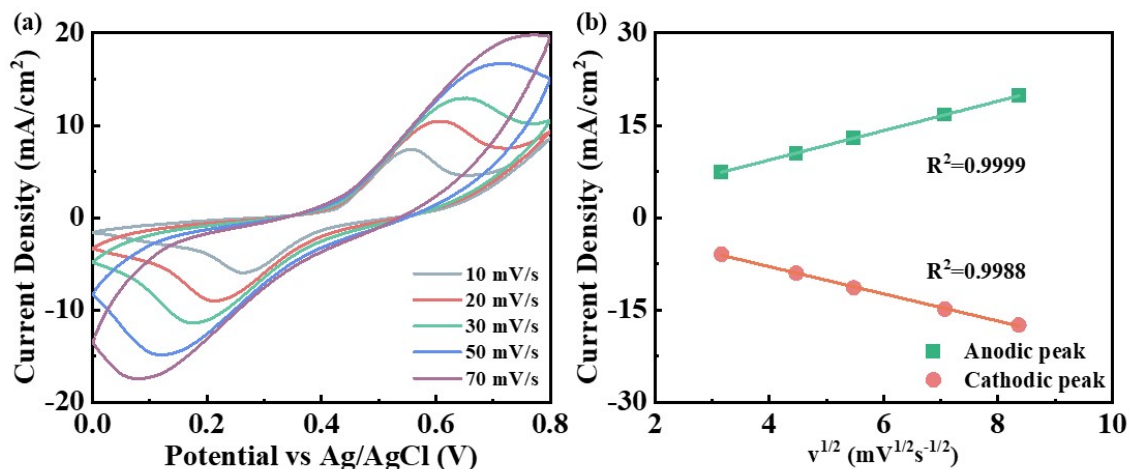 (a)
Current Density (mA/cm²)
20
10
0
-10
-20
0.0 0.2 0.4 0.6 0.8
Potential vs Ag/AgCl (V)
10 mV/s
20 mV/s
30 mV/s
50 mV/s
70 mV/s
(b)
Current Density (mA/cm²)
30
15
0
-15
-30
2 4 6 8 10
v¹/² (mV¹/²s⁻¹/²)
R²=0.9999
R²=0.9988
Anodic peak
Cathodic peak